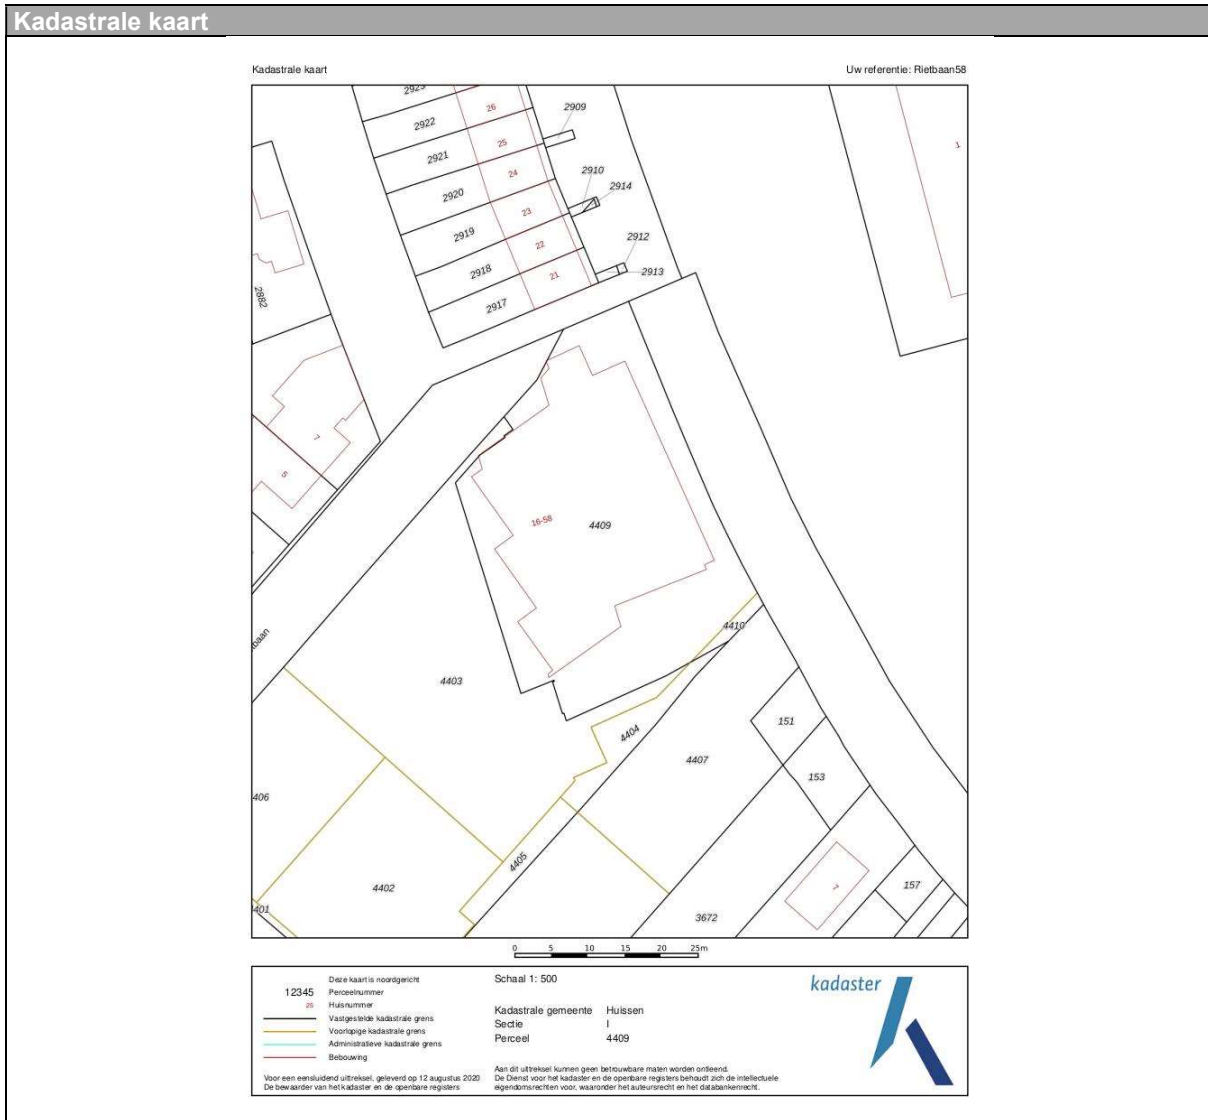 Kadastrale kaart
Kadastrale kaart
Uw referentie: Rietbaan58
2923
26
2909
2922
25
2921
1
24
2910
2914
2920
23
2919
22
2912
2918
21
2913
2882
2917
7
5
16-58
4409
baan
4410
4403
151
4404
4407
153
406
4405
4402
7
157
401
3672
0 5 10 15 20 25m
Deze kaart is noordgericht
12345 Perceelnummer
25 Huisnummer
Vastgestelde kadastrale grens
Voorlopige kadastrale grens
Administratieve kadastrale grens
Bebouwing
Voor een eensluidend uittreksel, geleverd op 12 augustus 2020
De bewaarder van het kadaster en de openbare registers
Schaal 1: 500
Kadastrale gemeente Huissen
Sectie I
Perceel 4409
Aan dit uittreksel kunnen geen betrouwbare maten worden ontleend.
De Dienst voor het kadaster en de openbare registers behoudt zich de intellectuele
eigendomsrechten voor, waaronder het auteursrecht en het databankenrecht.
kadaster